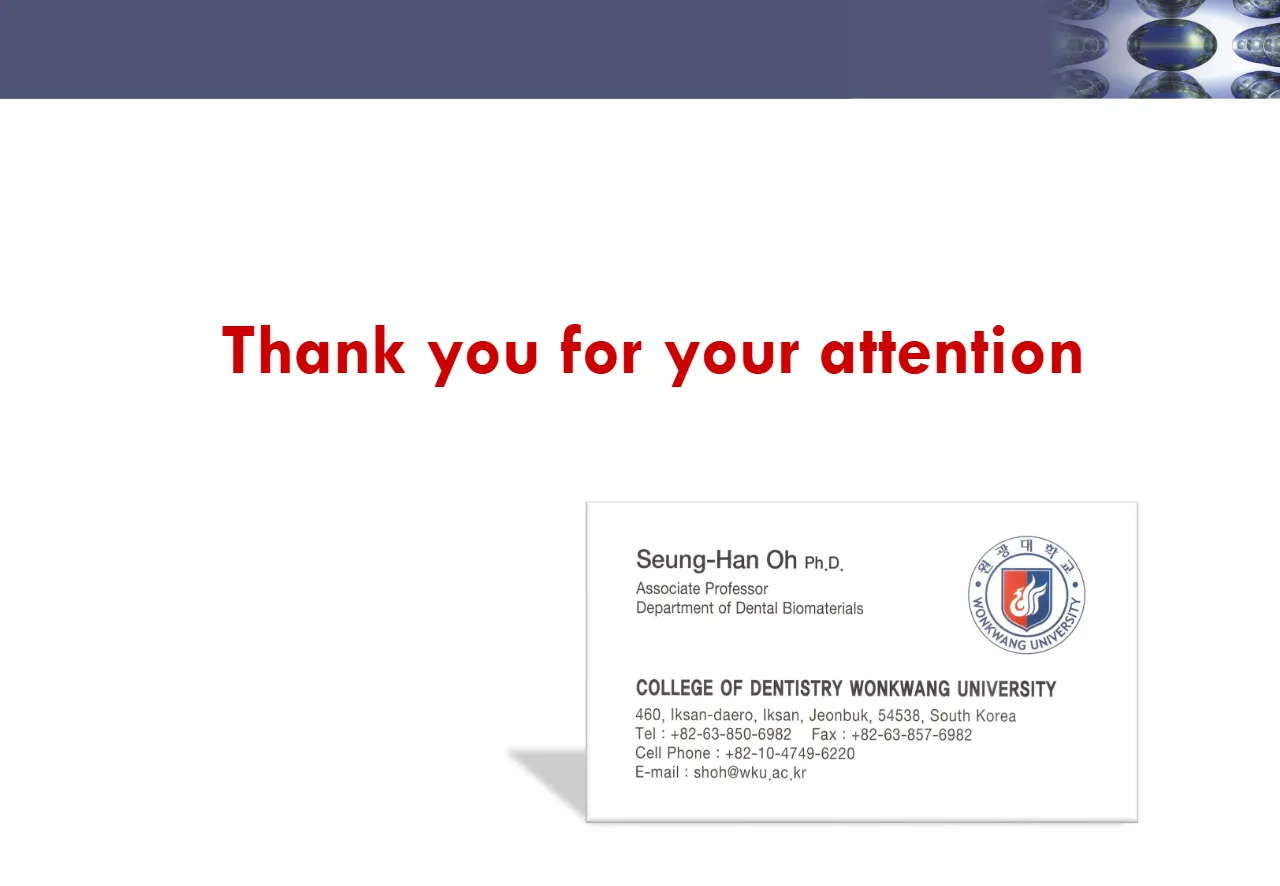 Thank you for your attention
Seung-Han Oh Ph.D.
Associate Professor
Department of Dental Biomaterials
원광대학교
WONKWANG UNIVERSITY
COLLEGE OF DENTISTRY WONKWANG UNIVERSITY
460, Iksan-daero, Iksan, Jeonbuk, 54538, South Korea
Tel : +82-63-850-6982 Fax : +82-63-857-6982
Cell Phone : +82-10-4749-6220
E-mail : shoh@wku.ac.kr